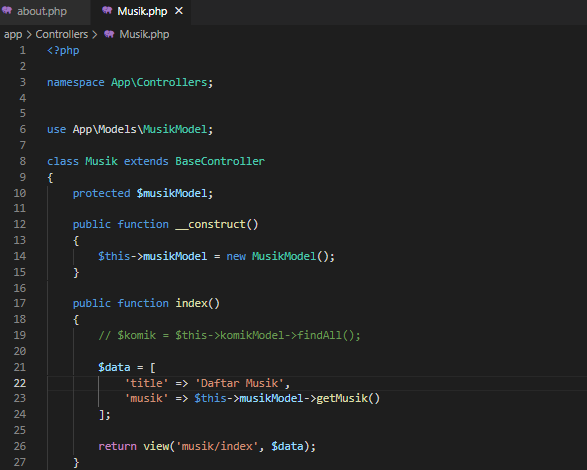 about.php Musik.php ×
app > Controllers > Musik.php
1 <?php
2
3 namespace App\Controllers;
4
5
6 use App\Models\MusikModel;
7
8 class Musik extends BaseController
9 {
10 protected $musikModel;
11
12 public function __construct()
13 {
14 $this->musikModel = new MusikModel();
15 }
16
17 public function index()
18 {
19 // $komik = $this->komikModel->findAll();
20
21 $data = [
22 'title' => 'Daftar Musik',
23 'musik' => $this->musikModel->getMusik()
24 ];
25
26 return view('musik/index', $data);
27 }